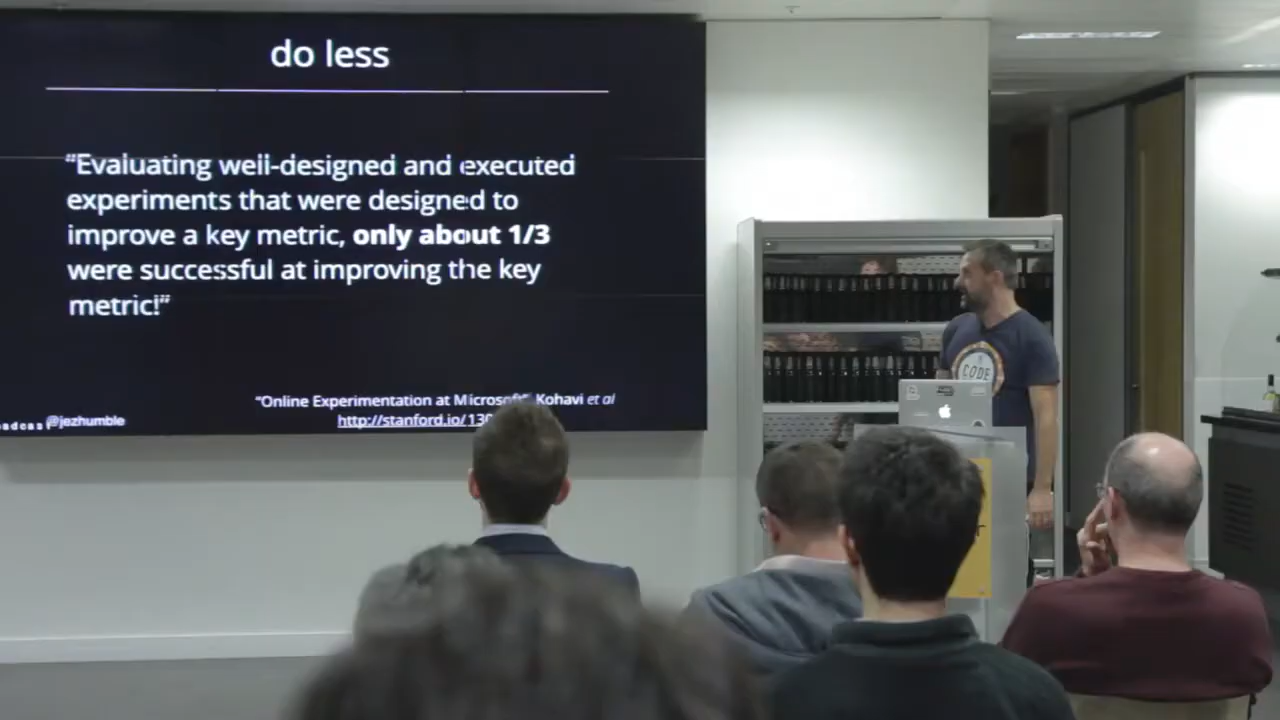 do less
“Evaluating well-designed and executed
experiments that were designed to
improve a key metric, only about 1/3
were successful at improving the key
metric!“
“Online Experimentation at Microsoft”, Kohavi et al
@jezhumble
CODE